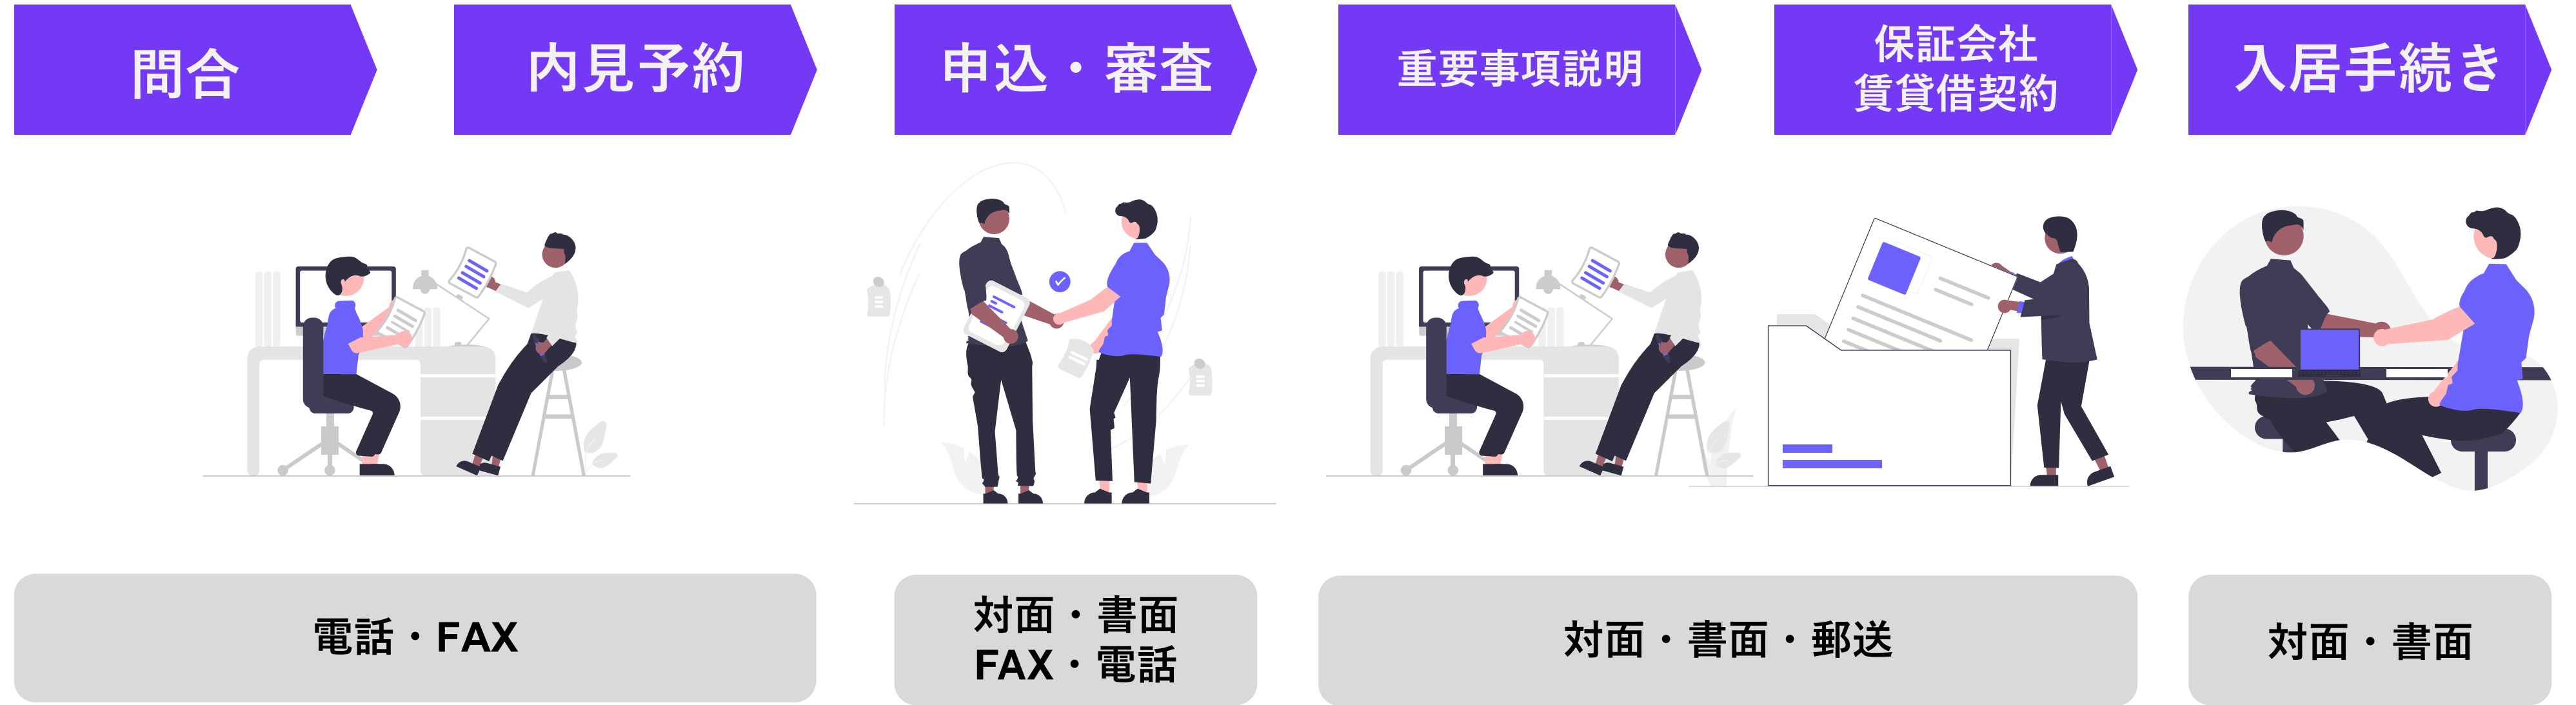 問合
内見予約
申込・審査
重要事項説明
保証会社
賃貸借契約
入居手続き
電話・FAX
対面・書面
FAX・電話
対面・書面・郵送
対面・書面